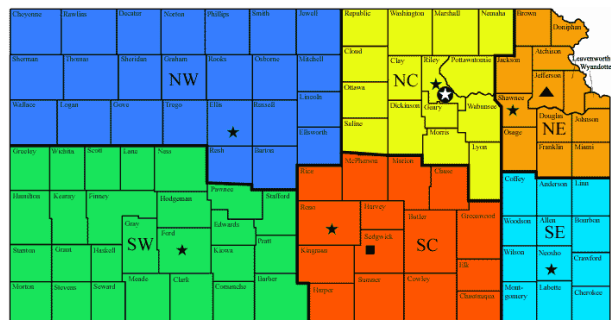 Cheyenne Rawlins Decatur Norton Phillips Smith Jewell Republic Washington Marshall Nemaha Brown Doniphan
Sherman Thomas Sheridan Graham Rooks Osborne Mitchell Cloud Clay Riley Pottawatomie Jackson Atchison
NW NC Jefferson Leavenworth Wyandotte
Wallace Logan Gove Trego Ellis Russell Lincoln Ottawa Dickinson Geary Wabunsee Shawnee Douglas Johnson
Ellsworth Saline Morris Osage NE
Rush Barton Lyon Franklin Miami
Greeley Wichita Scott Lane Ness Pawnee Rice McPherson Marion Chase Coffey Anderson Linn
Hamilton Kearny Finney Hodgeman Stafford Reno Harvey Butler Greenwood Woodson Allen Bourbon
Gray Ford Edwards Sedgwick SE
SW SC
Stanton Grant Haskell Kiowa Pratt Kingman Elk Wilson Neosho Crawford
Morton Stevens Seward Meade Clark Comanche Barber Harper Sumner Cowley Chautauqua Mont-
gomery Labette Cherokee